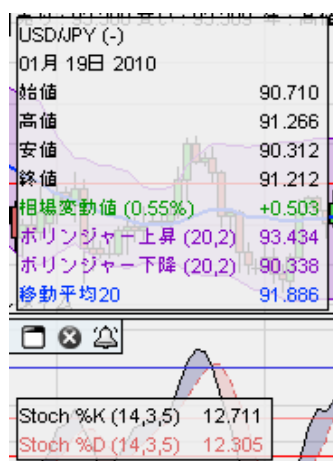 USD/JPY (-)
01月 19日 2010
始値 90.710
高値 91.266
安値 90.312
終値 91.212
相場変動値 (0.55%) +0.503
ボリンジャー上昇 (20,2) 93.434
ボリンジャー下降 (20,2) 90.338
移動平均20 91.886
Stoch %K (14,3,5) 12.711
Stoch %D (14,3,5) 12.305